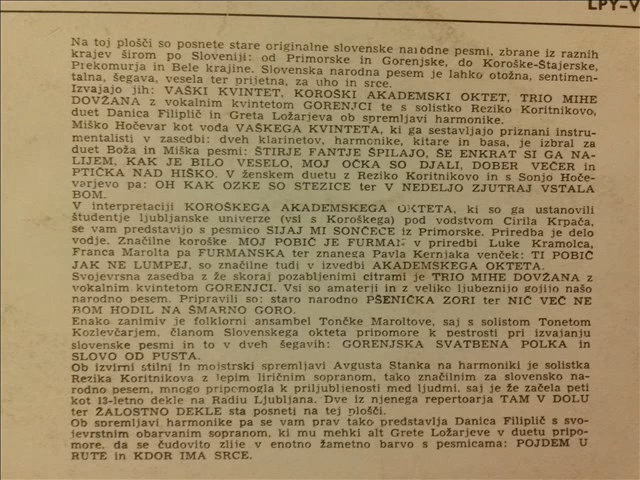 LPY-V
Na toj plošči so posnete stare originalne slovenske narodne pesmi, zbrane iz raznih
krajev širom po Sloveniji: od Primorske in Gorenjske, do Koroške-Štajerske,
Prekomurja in Bele krajine. Slovenska narodna pesem je lahko otožna, sentimen-
talna, šegava, vesela ter prijetna, za uho in srce.
Izvajajo jih: VAŠKI KVINTET, KOROŠKI AKADEMSKI OKTET, TRIO MIHE
DOVŽANA z vokalnim kvintetom GORENJCI te s solistko Reziko Koritnikovo,
duet Danica Filiplič in Greta Ložarjeva ob spremljavi harmonike.
Miško Hočevar kot vođa VAŠKEGA KVINTETA, ki ga sestavljajo priznani instru-
mentalisti v zasedbi: dveh klarinetov, harmonike, kitare in basa, je izbral za
duet Boža in Miška pesmi: ŠTIRJE FANTJE ŠPILAJO, ŠE ENKRAT SI GA NA-
LIJEM, KAK JE BILO VESELO, MOJ OČKA SO DJALI, DOBER VEČER in
PTIČKA NAD HIŠKO. V ženskem duetu z Reziko Koritnikovo in s Sonjo Hoče-
varjevo pa: OH KAK OZKE SO STEZICE ter V NEDELJO ZJUTRAJ VSTALA
BOM.
V interpretaciji KOROŠKEGA AKADEMSKEGA OKTETA, ki so ga ustanovili
študentje ljubljanske univerze (vsi s Koroškega) pod vodstvom Cirila Krpača,
se vam predstavijo s pesmico SIJAJ MI SONČECE iz Primorske. Priredba je delo
vodje. Značilne koroške MOJ POBIČ JE FURMAN v priredbi Luke Kramolca,
Franca Marolta pa FURMANSKA ter znanega Pavla Kernjaka venček: TI POBIČ
JAK NE LUMPEJ, so značilne tudi v izvedbi AKADEMSKEGA OKTETA.
Svojevrsna zasedba z že skoraj pozabljenimi citrami je TRIO MIHE DOVŽANA z
vokalnim kvintetom GORENJCI. Vsi so amaterji in z veliko ljubeznijo gojijo našo
narodno pesem. Pripravili so: staro narodno PŠENIČKA ZORI ter NIČ VEČ NE
BOM HODIL NA ŠMARNO GORO.
Enako zanimiv je folklorni ansambel Tončke Maroltove, saj s solistom Tonetom
Kozlevčarjem, članom Slovenskega okteta pripomore k pestrosti pri izvajanju
slovenske pesmi in to v dveh šegavih: GORENJSKA SVATBENA POLKA in
SLOVO OD PUSTA.
Ob izvirni stilnj in mojstrski spremljavi Avgusta Stanka na harmoniki je solistka
Rezika Koritnikova z lepim liričnim sopranom, tako značilnim za slovensko na-
rodno pesem, mnogo pripomogla k priljubljenosti med ljudmi, saj je že začela peti
kot 13-letno dekle na Radiu Ljubljana. Dve iz njenega repertoarja TAM V DOLU
ter ŽALOSTNO DEKLE sta posneti na tej plošči.
Ob spremljavi harmonike pa se vam prav tako predstavlja Danica Filiplič s svo-
jevrstnim obarvanim sopranom, ki mu mehki alt Grete Ložarjeve v duetu pripo-
more, da se čudovito zlije v enotno žametno barvo s pesmicama: POJDEM U
RUTE in KDOR IMA SRCE.